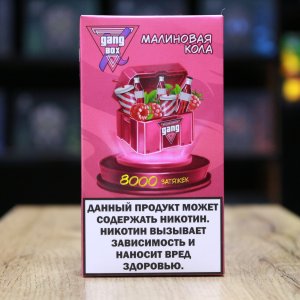 gang
BOX
МАЛИНОВАЯ
КОЛА
gang
8000 ЗАТЯЖЕК
ДАННЫЙ ПРОДУКТ МОЖЕТ
СОДЕРЖАТЬ НИКОТИН.
НИКОТИН ВЫЗЫВАЕТ
ЗАВИСИМОСТЬ И
НАНОСИТ ВРЕД
ЗДОРОВЬЮ.